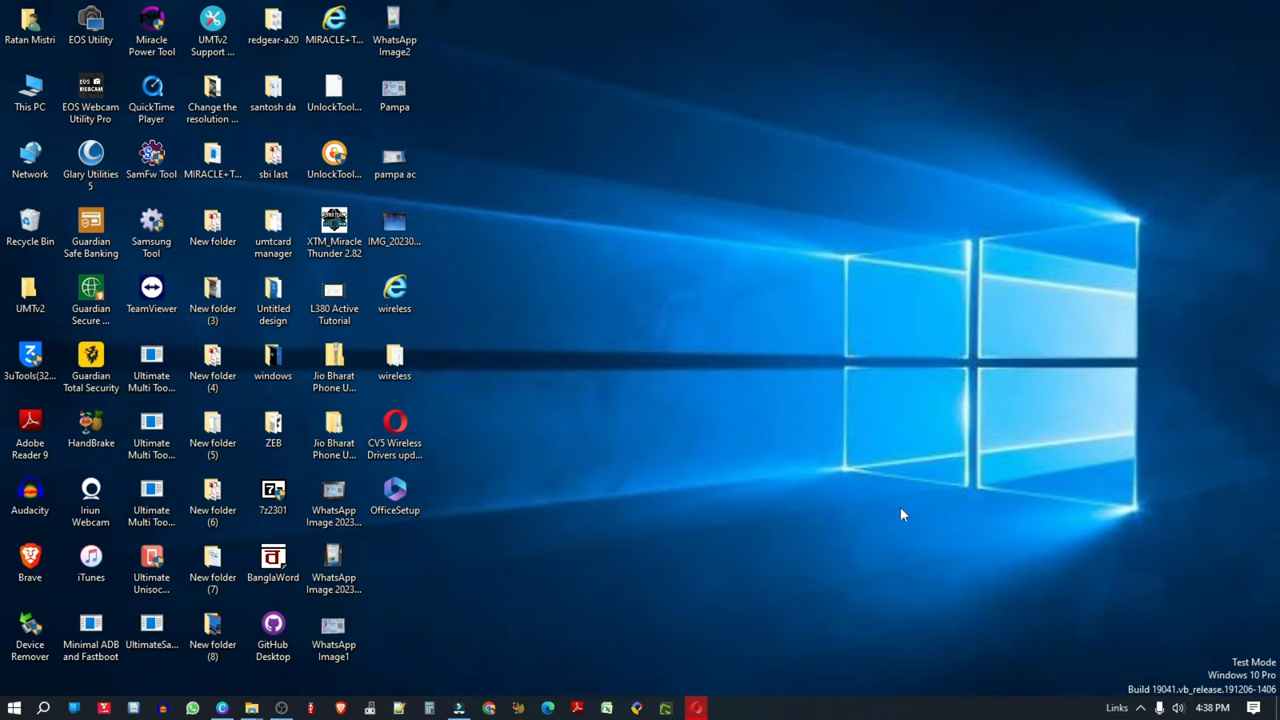 Ratan Mistri
EOS Utility
Miracle
Power Tool
UMTv2
Support ...
redgear-a20
MIRACLE+T...
WhatsApp
Image2
This PC
EOS Webcam
Utility Pro
QuickTime
Player
Change the
resolution ...
santosh da
UnlockTool...
Pampa
Network
Glary Utilities
5
SamFw Tool
MIRACLE+T...
sbi last
UnlockTool...
pampa ac
Recycle Bin
Guardian
Safe Banking
Samsung
Tool
New folder
umtcard
manager
XTM_Miracle
Thunder 2.82
IMG_20230...
UMTv2
Guardian
Secure ...
TeamViewer
New folder
(3)
Untitled
design
L380 Active
Tutorial
wireless
3uTools(32...
Guardian
Total Security
Ultimate
Multi Too...
New folder
(4)
windows
Jio Bharat
Phone U...
wireless
Adobe
Reader 9
HandBrake
Ultimate
Multi Too...
New folder
(5)
ZEB
Jio Bharat
Phone U...
CV5 Wireless
Drivers upd...
Audacity
Iriun
Webcam
Ultimate
Multi Too...
New folder
(6)
7z2301
WhatsApp
Image 2023...
OfficeSetup
Brave
iTunes
Ultimate
Unisoc...
New folder
(7)
BanglaWord
WhatsApp
Image 2023...
Device
Remover
Minimal ADB
and Fastboot
UltimateSa...
New folder
(8)
GitHub
Desktop
WhatsApp
Image1
Test Mode
Windows 10 Pro
Build 19041.vb_release.191206-1406
Links
4:38 PM